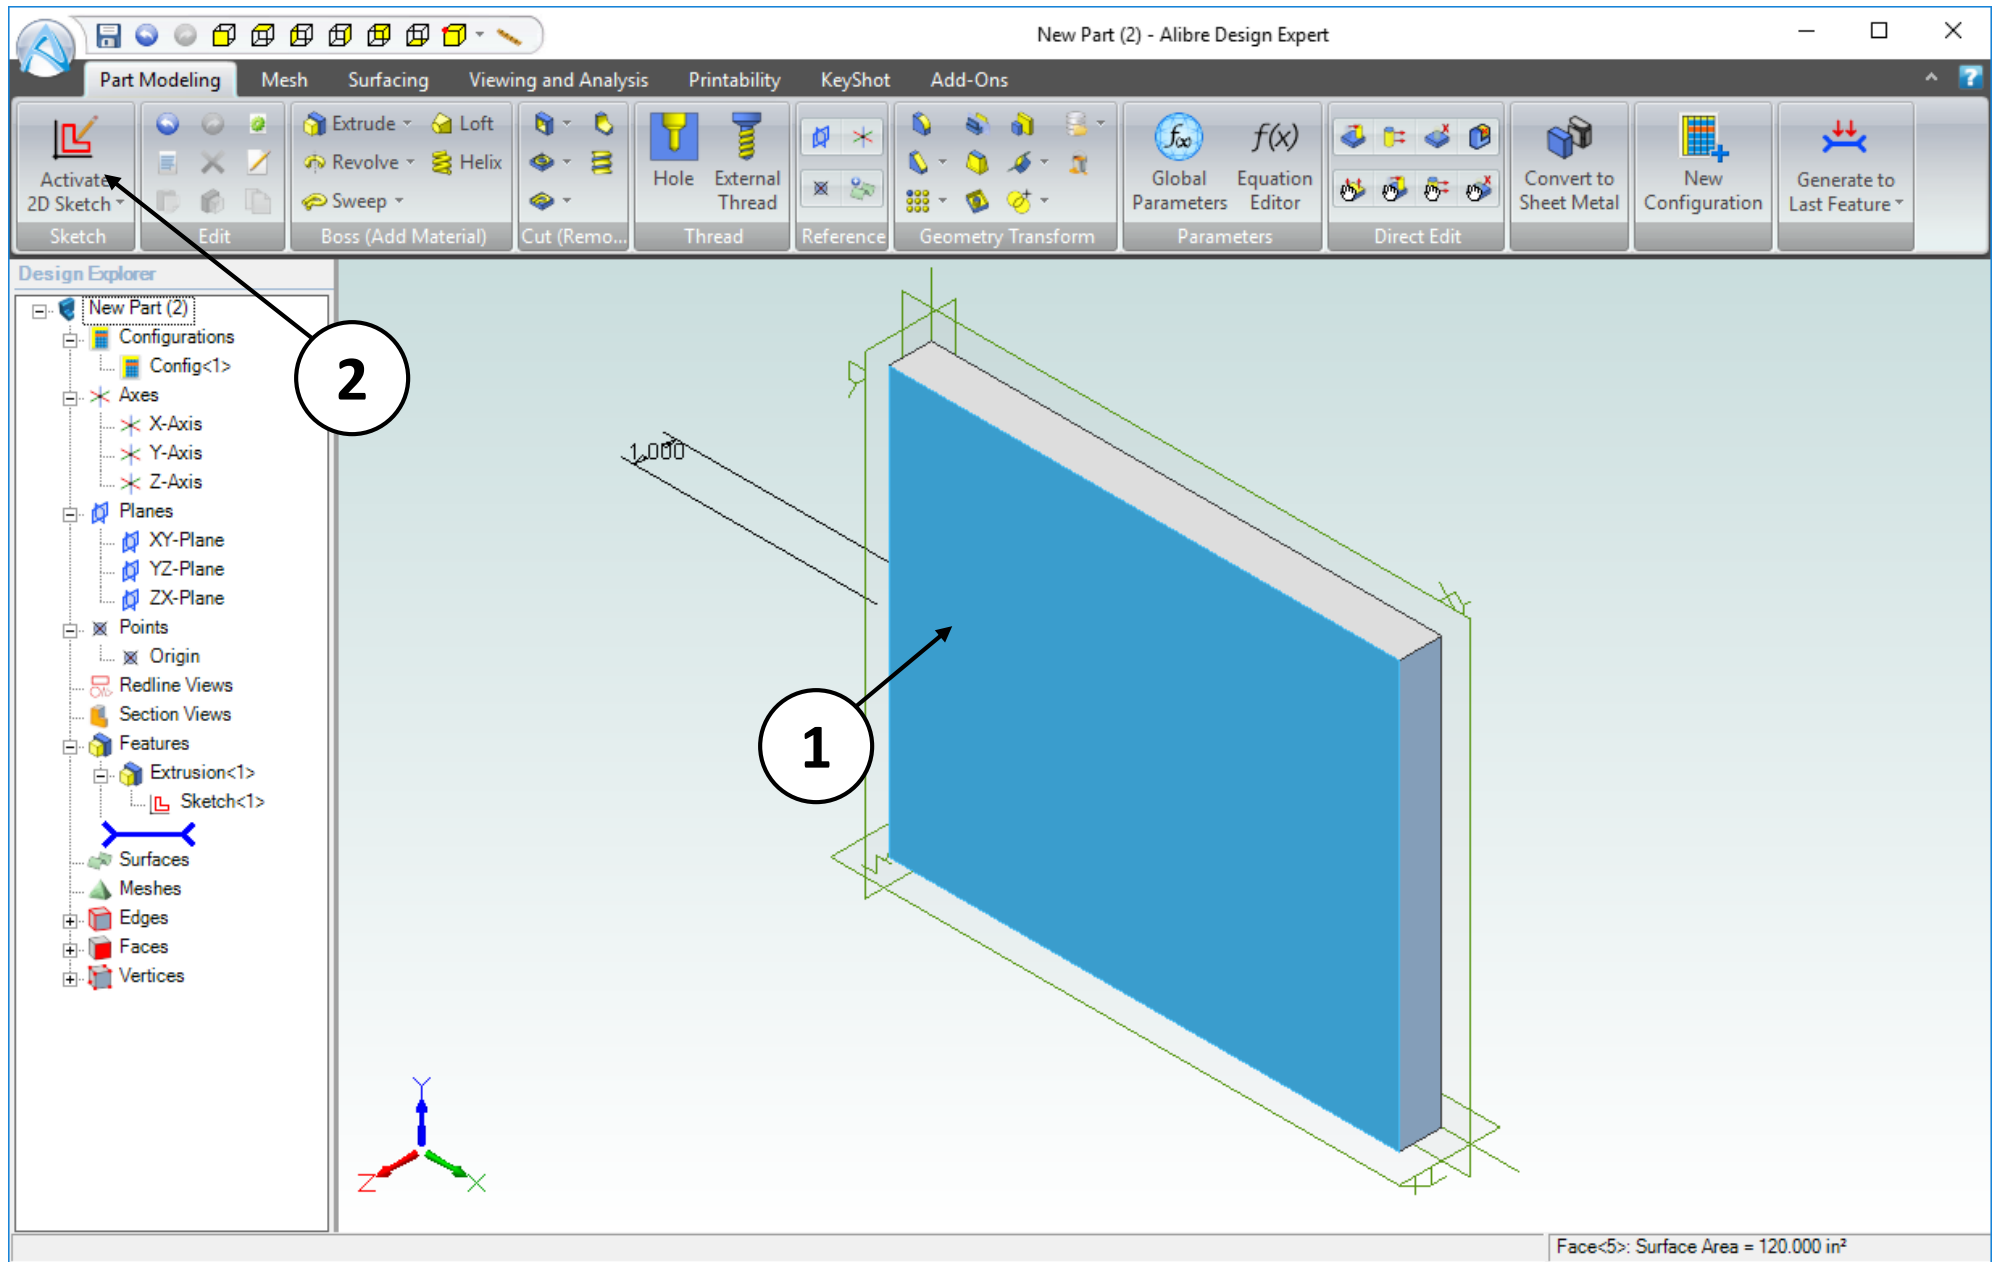 New Part (2) - Alibre Design Expert
Part Modeling Mesh Surfacing Viewing and Analysis Printability KeyShot Add-Ons
Activate
2D Sketch
Sketch
Edit
Extrude Loft
Revolve Helix
Sweep
Boss (Add Material)
Cut (Remo...
Hole
External
Thread
Thread
Reference
Geometry Transform
Global
Parameters
f(x)
Equation
Editor
Parameters
Direct Edit
Convert to
Sheet Metal
New
Configuration
Generate to
Last Feature
Design Explorer
New Part (2)
Configurations
Config<1>
Axes
X-Axis
Y-Axis
Z-Axis
Planes
XY-Plane
YZ-Plane
ZX-Plane
Points
Origin
Redline Views
Section Views
Features
Extrusion<1>
Sketch<1>
Surfaces
Meshes
Edges
Faces
Vertices
2
1.000
1
Y
Z
X
Face<5>: Surface Area = 120.000 in²